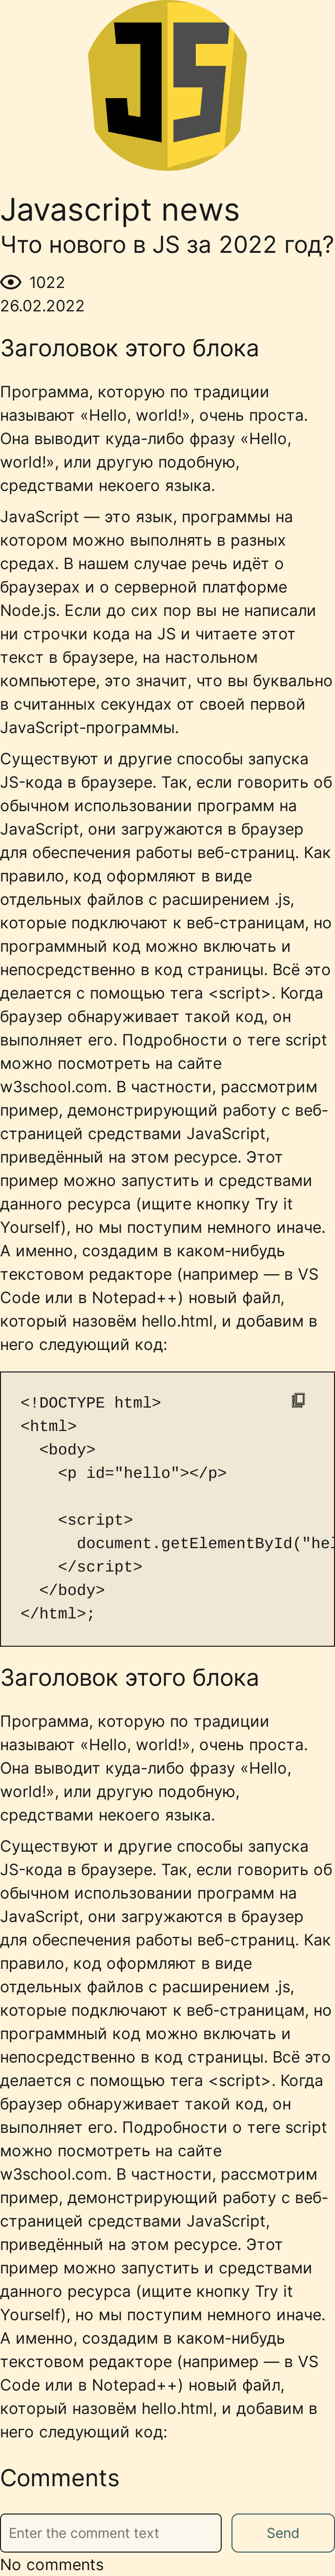 JS
Javascript news
Что нового в JS за 2022 год?
1022
26.02.2022
Заголовок этого блока
Программа, которую по традиции
называют «Hello, world!», очень проста.
Она выводит куда-либо фразу «Hello,
world!», или другую подобную,
средствами некоего языка.
JavaScript — это язык, программы на
котором можно выполнять в разных
средах. В нашем случае речь идёт о
браузерах и о серверной платформе
Node.js. Если до сих пор вы не написали
ни строчки кода на JS и читаете этот
текст в браузере, на настольном
компьютере, это значит, что вы буквально
в считанных секундах от своей первой
JavaScript-программы.
Существуют и другие способы запуска
JS-кода в браузере. Так, если говорить об
обычном использовании программ на
JavaScript, они загружаются в браузер
для обеспечения работы веб-страниц. Как
правило, код оформляют в виде
отдельных файлов с расширением .js,
которые подключают к веб-страницам, но
программный код можно включать и
непосредственно в код страницы. Всё это
делается с помощью тега <script>. Когда
браузер обнаруживает такой код, он
выполняет его. Подробности о теге script
можно посмотреть на сайте
w3school.com. В частности, рассмотрим
пример, демонстрирующий работу с веб-
страницей средствами JavaScript,
приведённый на этом ресурсе. Этот
пример можно запустить и средствами
данного ресурса (ищите кнопку Try it
Yourself), но мы поступим немного иначе.
А именно, создадим в каком-нибудь
текстовом редакторе (например — в VS
Code или в Notepad++) новый файл,
который назовём hello.html, и добавим в
него следующий код:
<!DOCTYPE html>
<html>
<body>
<p id="hello"></p>
<script>
document.getElementById("hel
</script>
</body>
</html>;
Заголовок этого блока
Программа, которую по традиции
называют «Hello, world!», очень проста.
Она выводит куда-либо фразу «Hello,
world!», или другую подобную,
средствами некоего языка.
Существуют и другие способы запуска
JS-кода в браузере. Так, если говорить об
обычном использовании программ на
JavaScript, они загружаются в браузер
для обеспечения работы веб-страниц. Как
правило, код оформляют в виде
отдельных файлов с расширением .js,
которые подключают к веб-страницам, но
программный код можно включать и
непосредственно в код страницы. Всё это
делается с помощью тега <script>. Когда
браузер обнаруживает такой код, он
выполняет его. Подробности о теге script
можно посмотреть на сайте
w3school.com. В частности, рассмотрим
пример, демонстрирующий работу с веб-
страницей средствами JavaScript,
приведённый на этом ресурсе. Этот
пример можно запустить и средствами
данного ресурса (ищите кнопку Try it
Yourself), но мы поступим немного иначе.
А именно, создадим в каком-нибудь
текстовом редакторе (например — в VS
Code или в Notepad++) новый файл,
который назовём hello.html, и добавим в
него следующий код:
Comments
Enter the comment text
Send
No comments